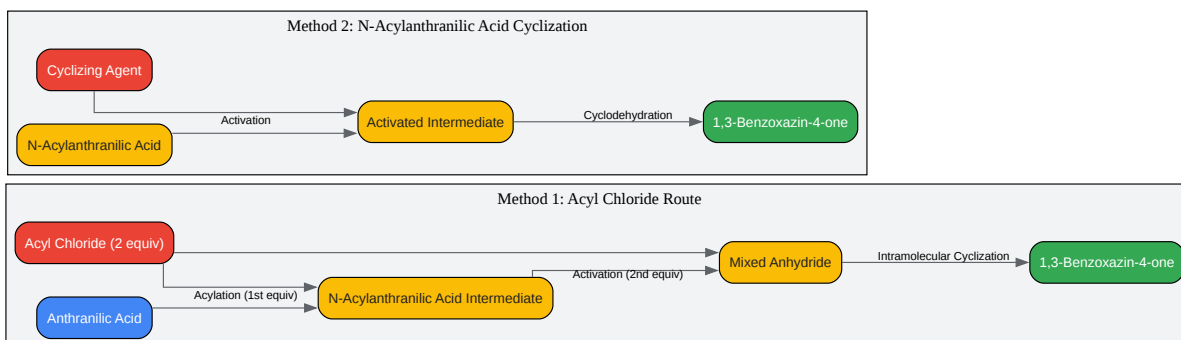 Method 2: N-Acylanthranilic Acid Cyclization
Cyclizing Agent
Activation
N-Acylanthranilic Acid
Activated Intermediate
Cyclodehydration
1,3-Benzoxazin-4-one
Method 1: Acyl Chloride Route
Acyl Chloride (2 equiv)
Acylation (1st equiv)
Anthranilic Acid
N-Acylanthranilic Acid Intermediate
Activation (2nd equiv)
Mixed Anhydride
Intramolecular Cyclization
1,3-Benzoxazin-4-one